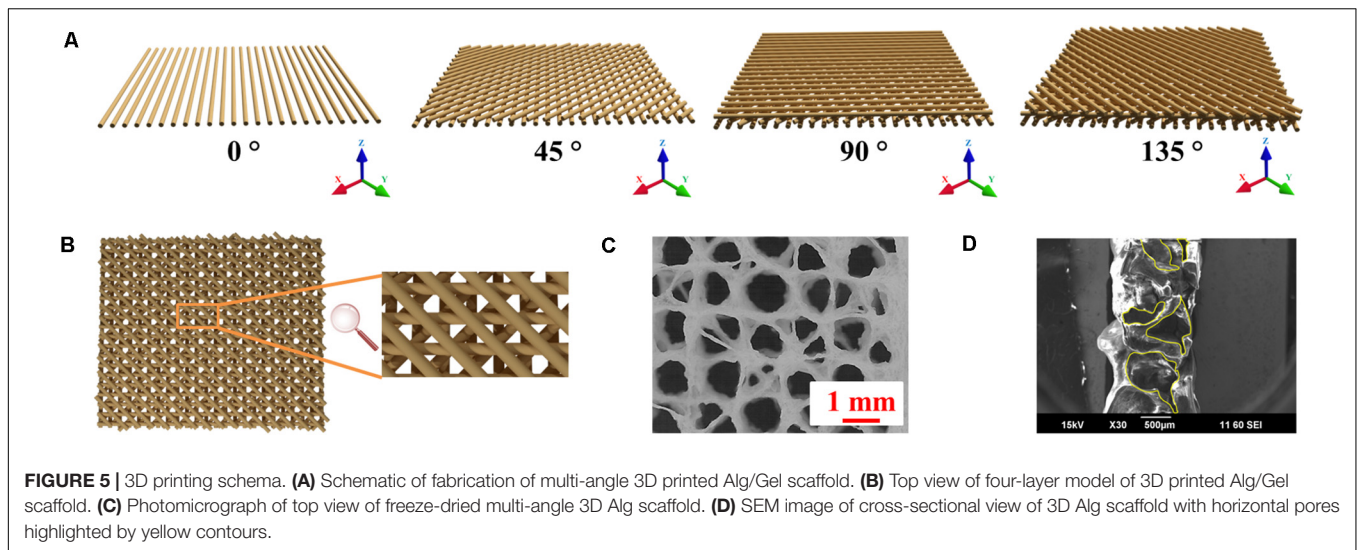 A
0 °
45 °
90 °
135 °
Z
X
Y
Z
X
Y
Z
X
Y
Z
X
Y
B
C
D
1 mm
15kV X30 500µm 11 60 SEI
FIGURE 5 | 3D printing schema. (A) Schematic of fabrication of multi-angle 3D printed Alg/Gel scaffold. (B) Top view of four-layer model of 3D printed Alg/Gel
scaffold. (C) Photomicrograph of top view of freeze-dried multi-angle 3D Alg scaffold. (D) SEM image of cross-sectional view of 3D Alg scaffold with horizontal pores
highlighted by yellow contours.